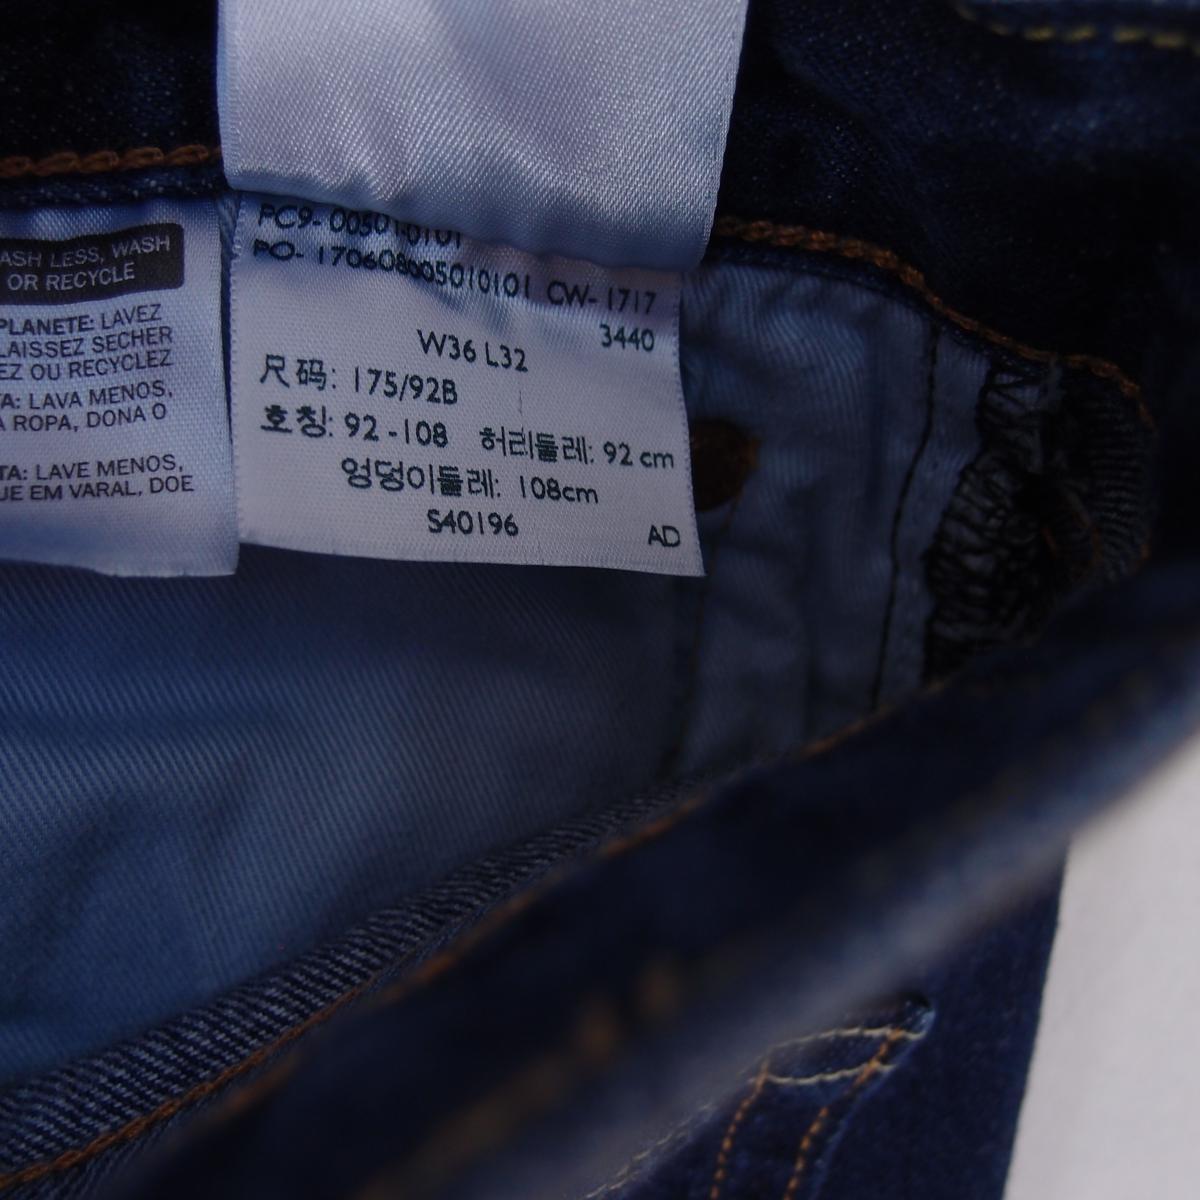 ASH LESS, WASH
OR RECYCLE
PLANETE: LAVEZ
LAISSEZ SECHER
EZ OU RECYCLEZ
TA: LAVA MENOS,
A ROPA, DONA O
TA: LAVE MENOS,
UE EM VARAL, DOE
PC9- 00501-0101
PO- 170608005010101 CW- 1717
3440
W36 L32
尺码: 175/92B
호칭: 92 -108 허리둘레: 92 cm
엉덩이둘레: 108cm
S40196 AD